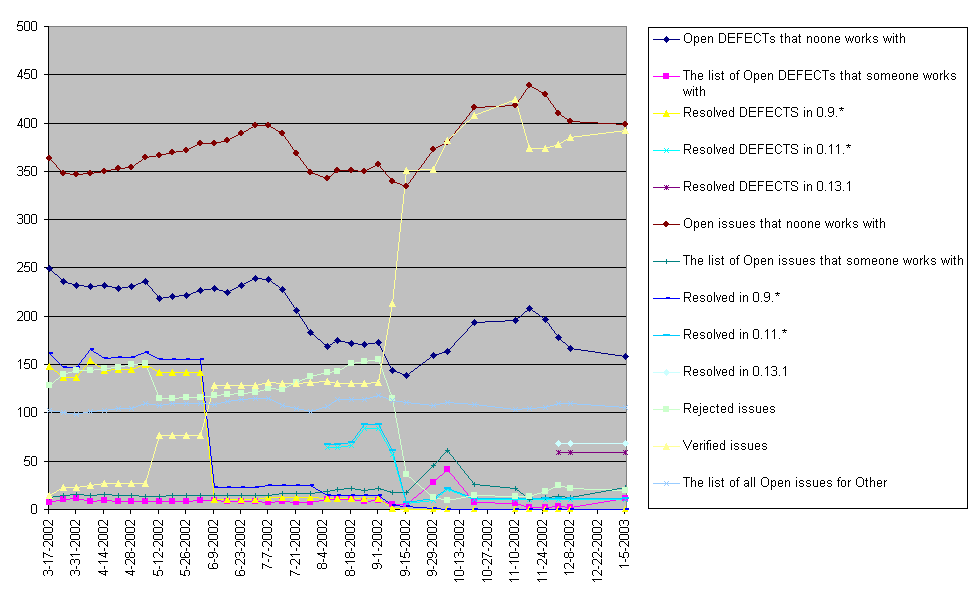 500
450
400
350
300
250
200
150
100
50
0
3-17-2002
3-31-2002
4-14-2002
4-28-2002
5-12-2002
5-26-2002
6-9-2002
6-23-2002
7-7-2002
7-21-2002
8-4-2002
8-18-2002
9-1-2002
9-15-2002
9-29-2002
10-13-2002
10-27-2002
11-10-2002
11-24-2002
12-8-2002
12-22-2002
1-5-2003
Open DEFECTs that noone works with
The list of Open DEFECTs that someone works
with
Resolved DEFECTS in 0.9.*
Resolved DEFECTS in 0.11.*
Resolved DEFECTS in 0.13.1
Open issues that noone works with
The list of Open issues that someone works with
Resolved in 0.9.*
Resolved in 0.11.*
Resolved in 0.13.1
Rejected issues
Verified issues
The list of all Open issues for Other